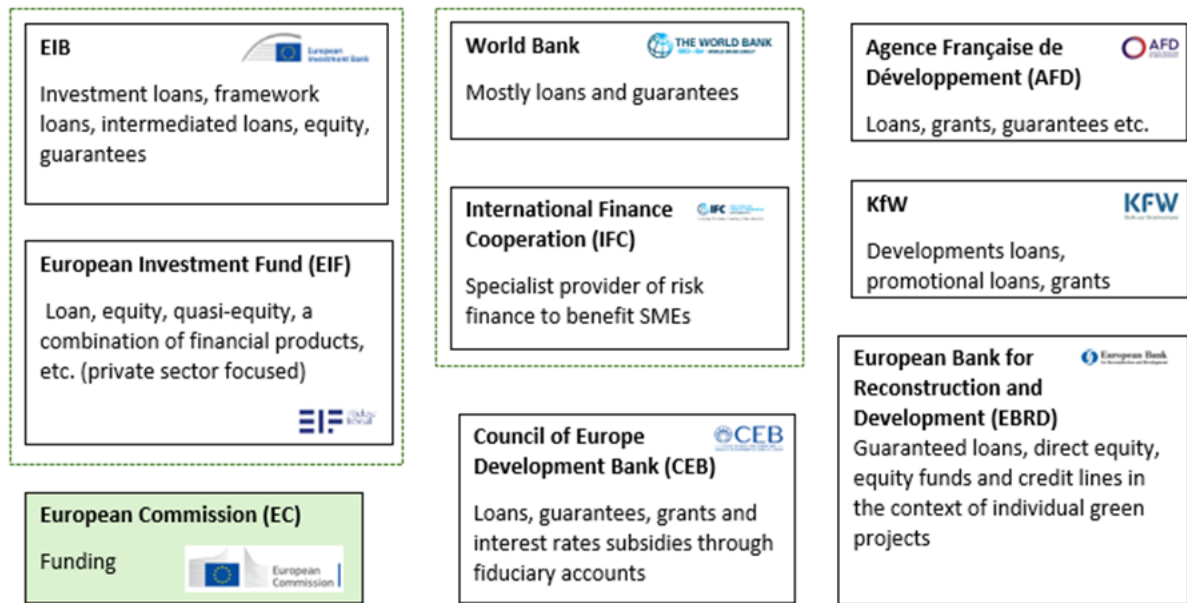 EIB
European
Investment Bank
Investment loans, framework
loans, intermediated loans, equity,
guarantees
European Investment Fund (EIF)
Loan, equity, quasi-equity, a
combination of financial products,
etc. (private sector focused)
EIF
European Commission (EC)
Funding
European
Commission
World Bank
THE WORLD BANK
Mostly loans and guarantees
International Finance
IFC
Cooperation (IFC)
Specialist provider of risk
finance to benefit SMEs
Council of Europe
CEB
Development Bank (CEB)
Loans, guarantees, grants and
interest rates subsidies through
fiduciary accounts
Agence Française de
AFD
Développement (AFD)
Loans, grants, guarantees etc.
KfW
KFW
Developments loans,
promotional loans, grants
European Bank for
European Bank
Reconstruction and
Development (EBRD)
Guaranteed loans, direct equity,
equity funds and credit lines in
the context of individual green
projects